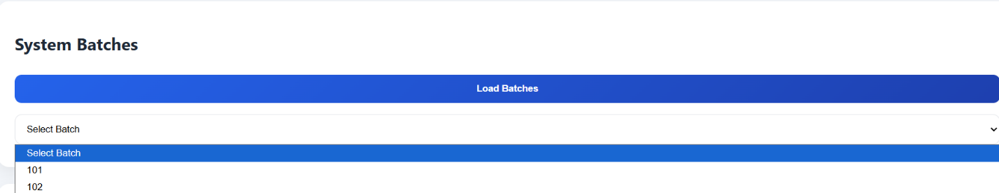 System Batches
Load Batches
Select Batch
Select Batch
101
102